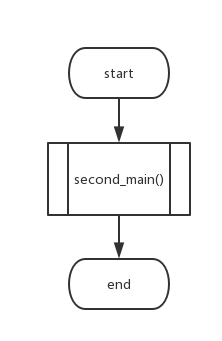 start
second_main()
end